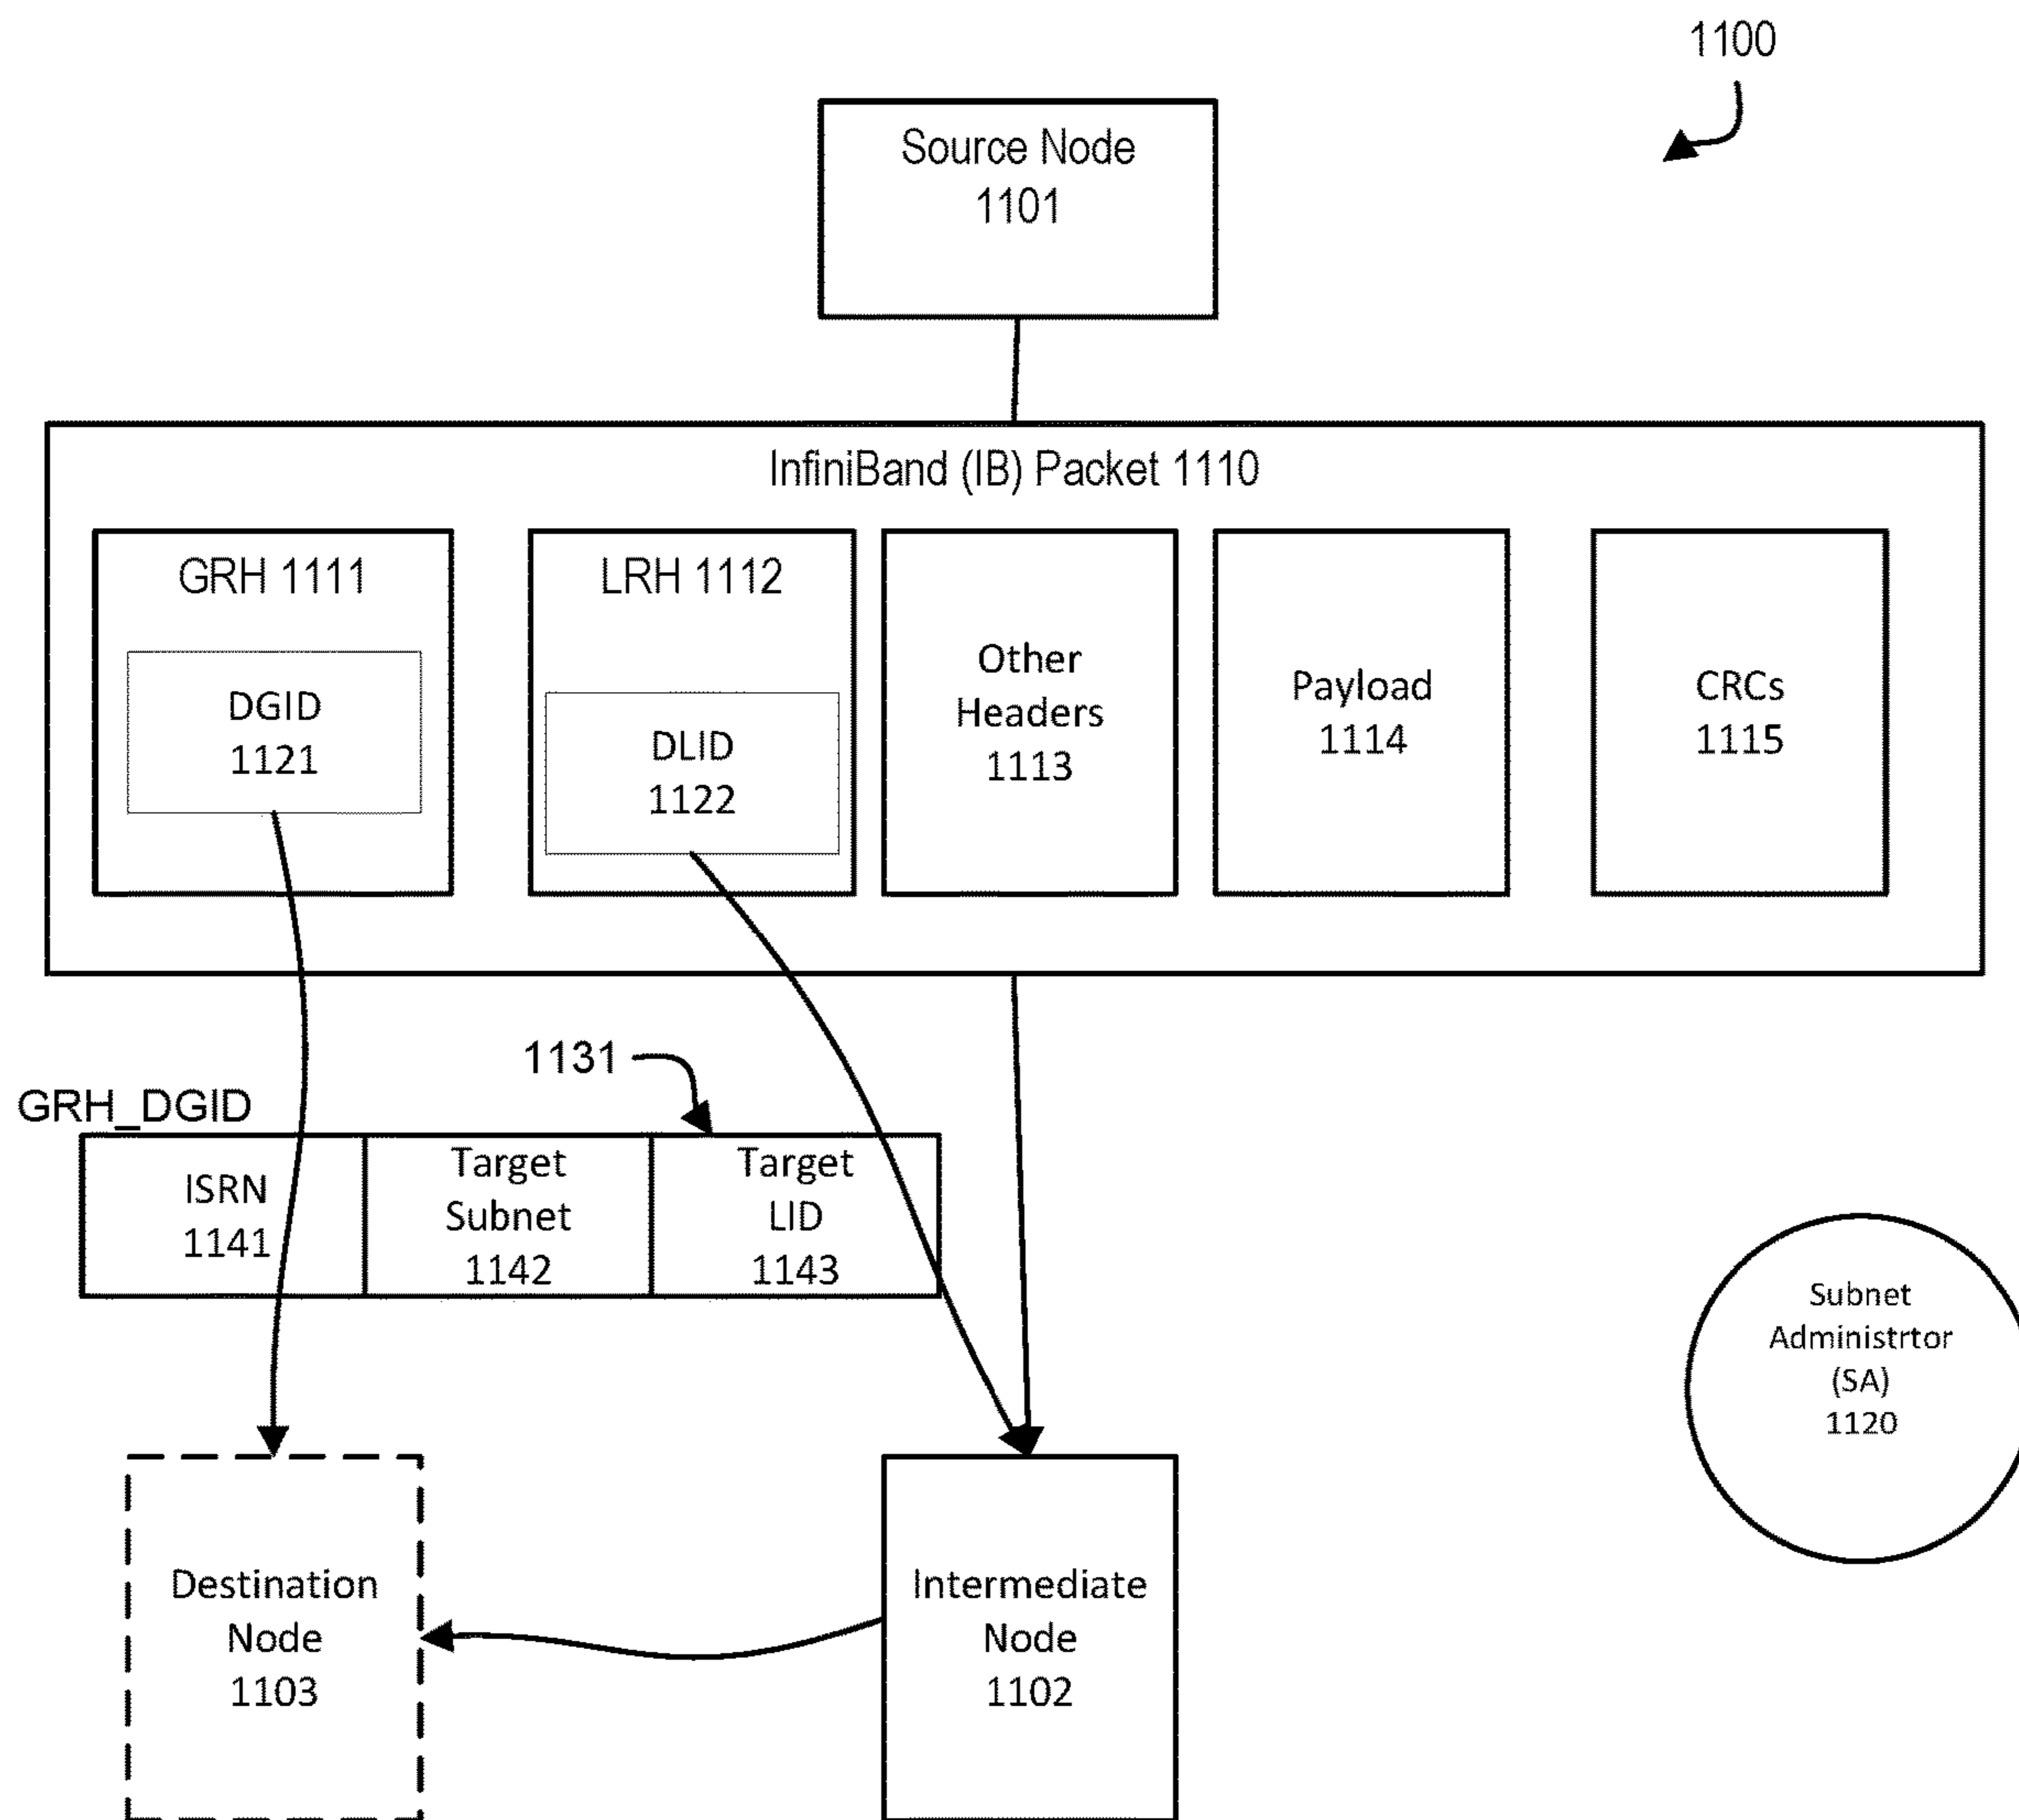 1100
Source Node
1101
InfiniBand (IB) Packet 1110
GRH 1111
DGID
1121
LRH 1112
DLID
1122
Other
Headers
1113
Payload
1114
CRCs
1115
1131
GRH_DGID
ISRN
1141
Target
Subnet
1142
Target
LID
1143
Subnet
Administrtor
(SA)
1120
Destination
Node
1103
Intermediate
Node
1102